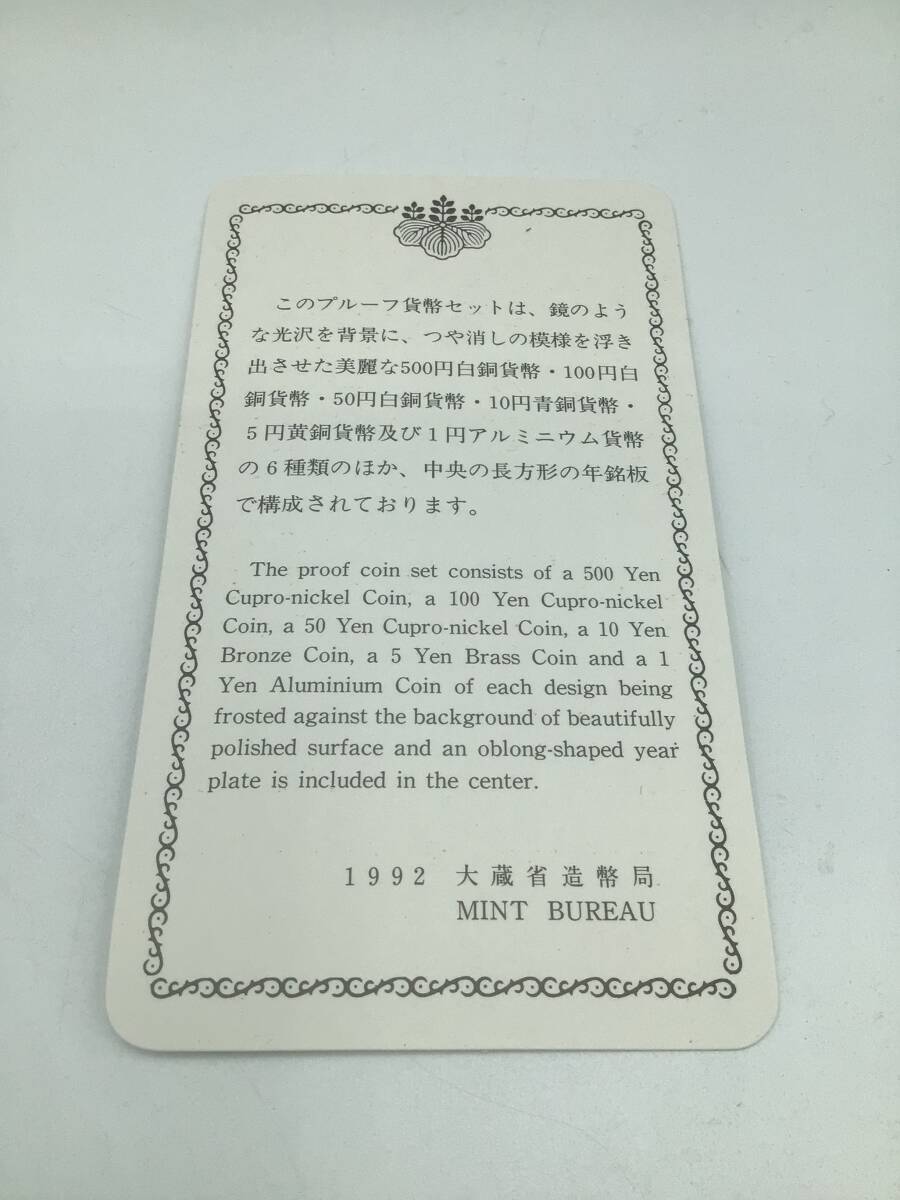 このプルーフ貨幣セットは、鏡のよう
な光沢を背景に、つや消しの模様を浮き
出させた美麗な500円白銅貨幣・100円白
銅貨幣・50円白銅貨幣・10円青銅貨幣・
5円黄銅貨幣及び1円アルミニウム貨幣
の6種類のほか、中央の長方形の年銘板
で構成されております。
The proof coin set consists of a 500 Yen
Cupro-nickel Coin, a 100 Yen Cupro-nickel
Coin, a 50 Yen Cupro-nickel Coin, a 10 Yen
Bronze Coin, a 5 Yen Brass Coin and a 1
Yen Aluminium Coin of each design being
frosted against the background of beautifully
polished surface and an oblong-shaped year
plate is included in the center.
1992 大蔵省造幣局
MINT BUREAU